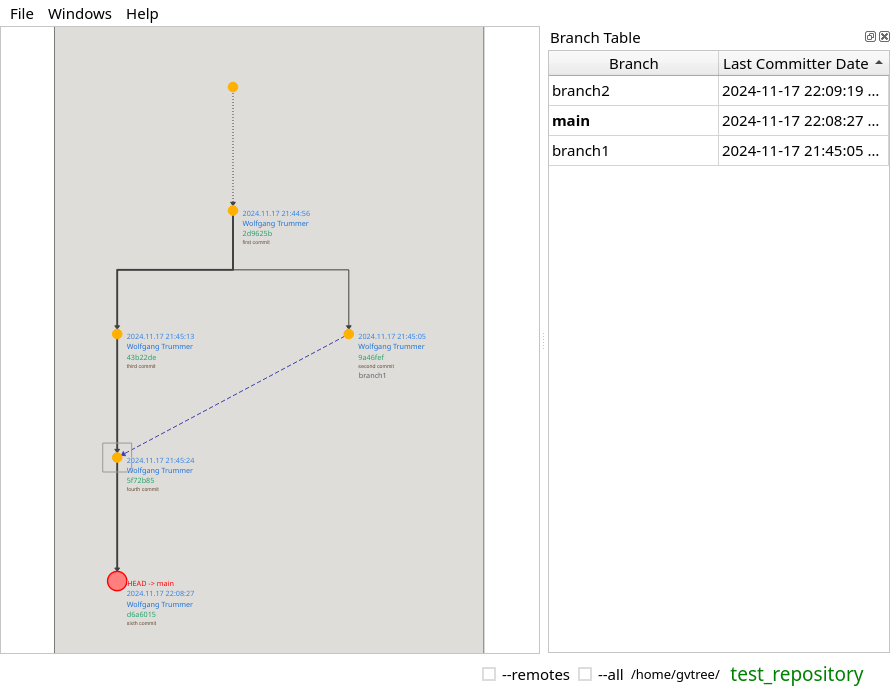 File Windows Help
Branch Table
Branch Last Committer Date
branch2 2024-11-17 22:09:19 ...
main 2024-11-17 22:08:27 ...
branch1 2024-11-17 21:45:05 ...
2024.11.17 21:44:56
Wolfgang Trummer
2d9625b
first commit
2024.11.17 21:45:13
Wolfgang Trummer
43b22de
third commit
2024.11.17 21:45:05
Wolfgang Trummer
9a46fef
second commit
branch1
2024.11.17 21:45:24
Wolfgang Trummer
5f72b85
fourth commit
HEAD -> main
2024.11.17 22:08:27
Wolfgang Trummer
d6a6015
sixth commit
--remotes --all /home/gvtree/ test_repository